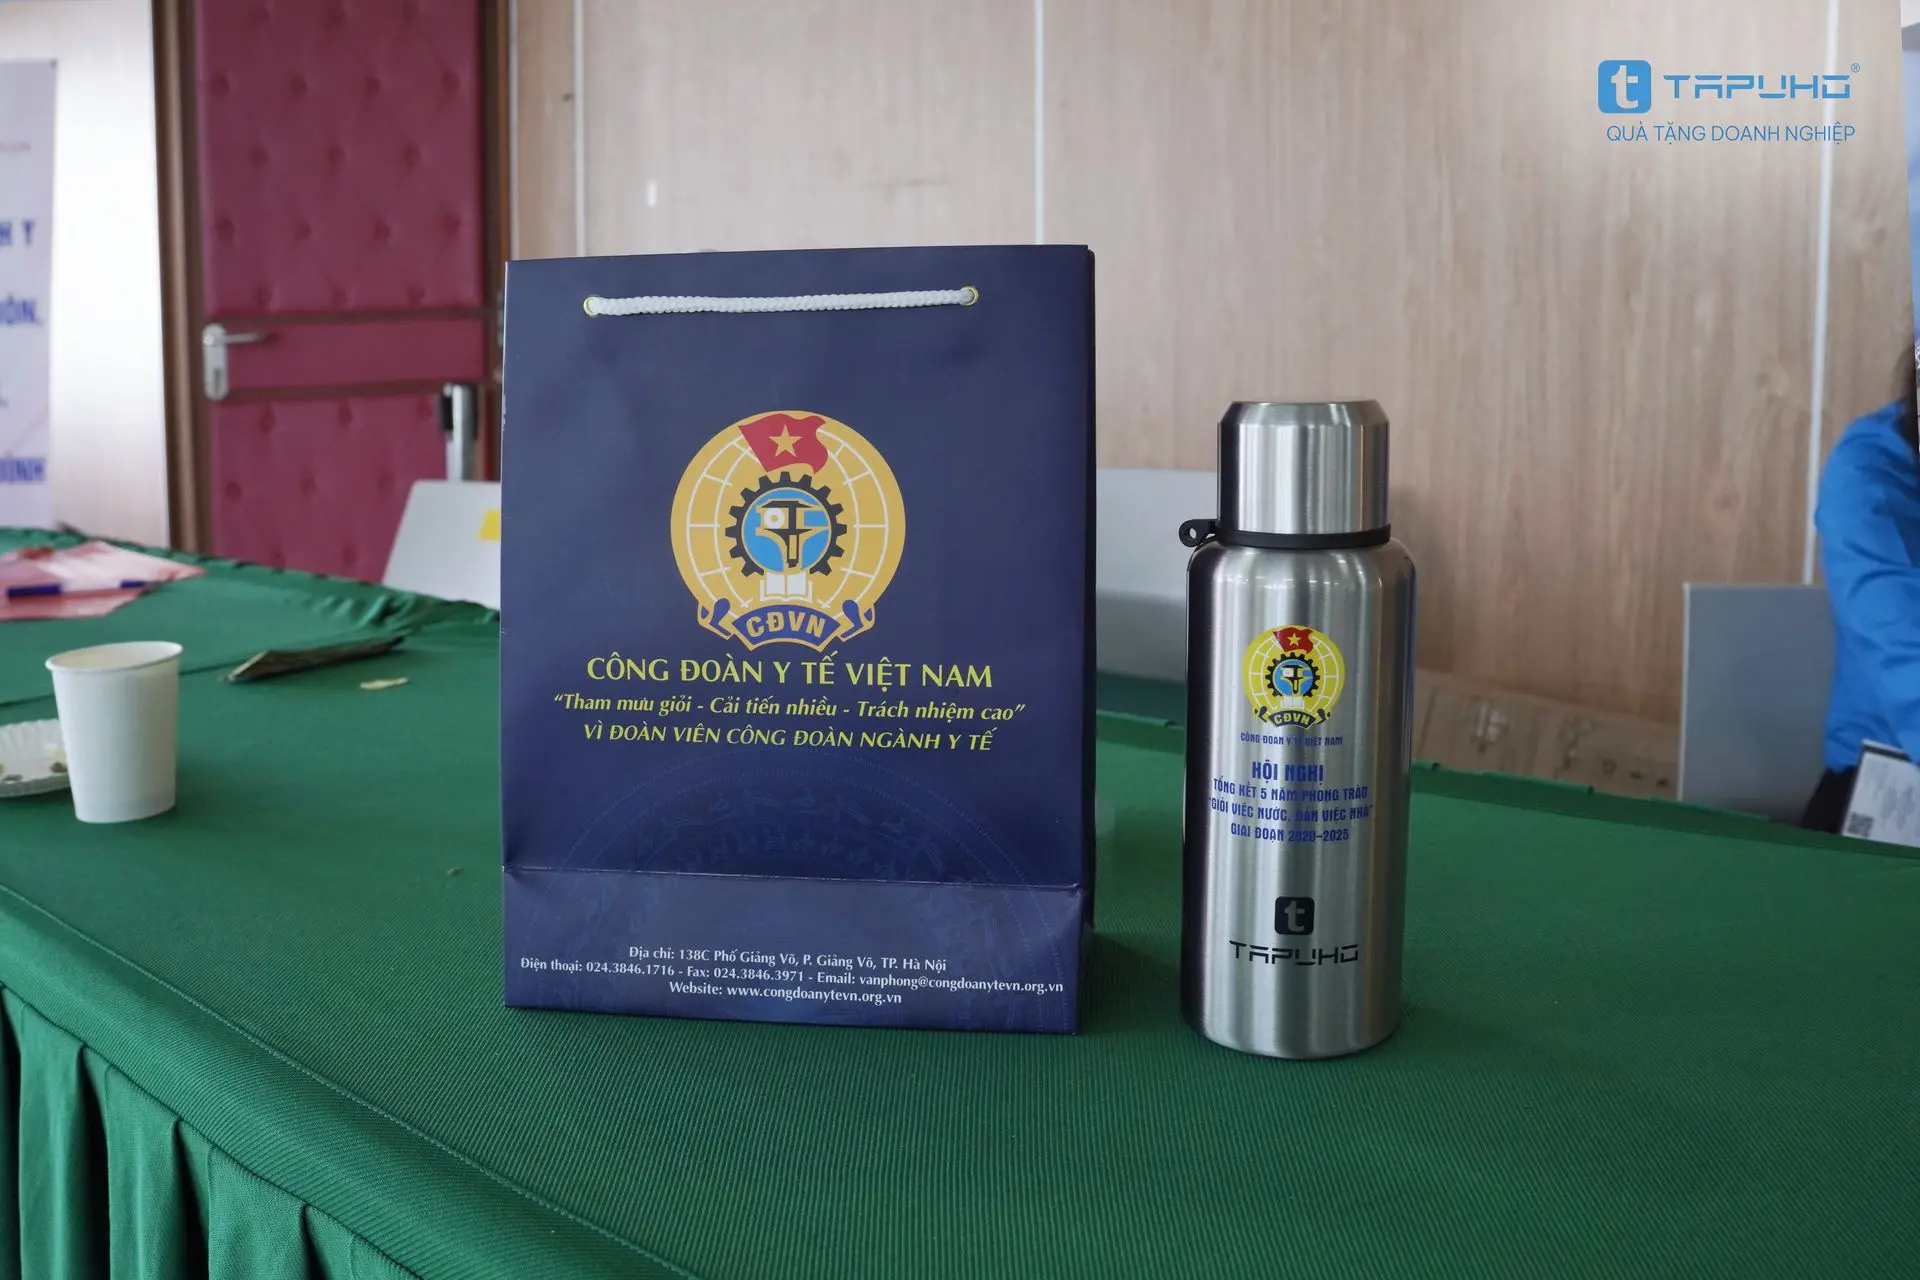 t TAPUHO®
QUÀ TẶNG DOANH NGHIỆP
H Y
ÒN.
CĐVN
CÔNG ĐOÀN Y TẾ VIỆT NAM
“Tham mưu giỏi - Cải tiến nhiều - Trách nhiệm cao”
VÌ ĐOÀN VIÊN CÔNG ĐOÀN NGÀNH Y TẾ
Địa chỉ: 138C Phố Giảng Võ, P. Giảng Võ, TP. Hà Nội
Điện thoại: 024.3846.1716 - Fax: 024.3846.3971 - Email: vanphong@congdoanytevn.org.vn
Website: www.congdoanytevn.org.vn
CĐVN
CÔNG ĐOÀN Y TẾ VIỆT NAM
HỘI NGHỊ
TỔNG KẾT 5 NĂM PHONG TRÀO
"GIỎI VIỆC NƯỚC, ĐẢM VIỆC NHÀ"
GIAI ĐOẠN 2020-2025
t
TAPUHO